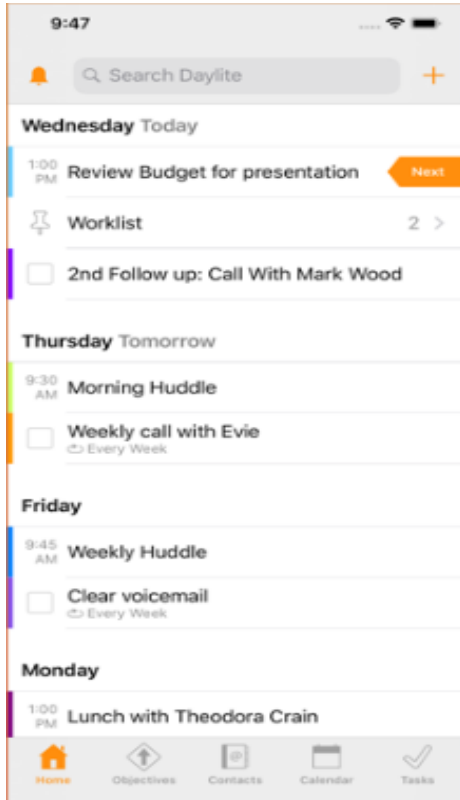 9:47
Search Daylite
Wednesday Today
1:00
PM
Review Budget for presentation
Next
Worklist
2 >
2nd Follow up: Call With Mark Wood
Thursday Tomorrow
9:30
AM
Morning Huddle
Weekly call with Evie
Every Week
Friday
9:45
AM
Weekly Huddle
Clear voicemail
Every Week
Monday
1:00
PM
Lunch with Theodora Crain
Home Objectives Contacts Calendar Tasks